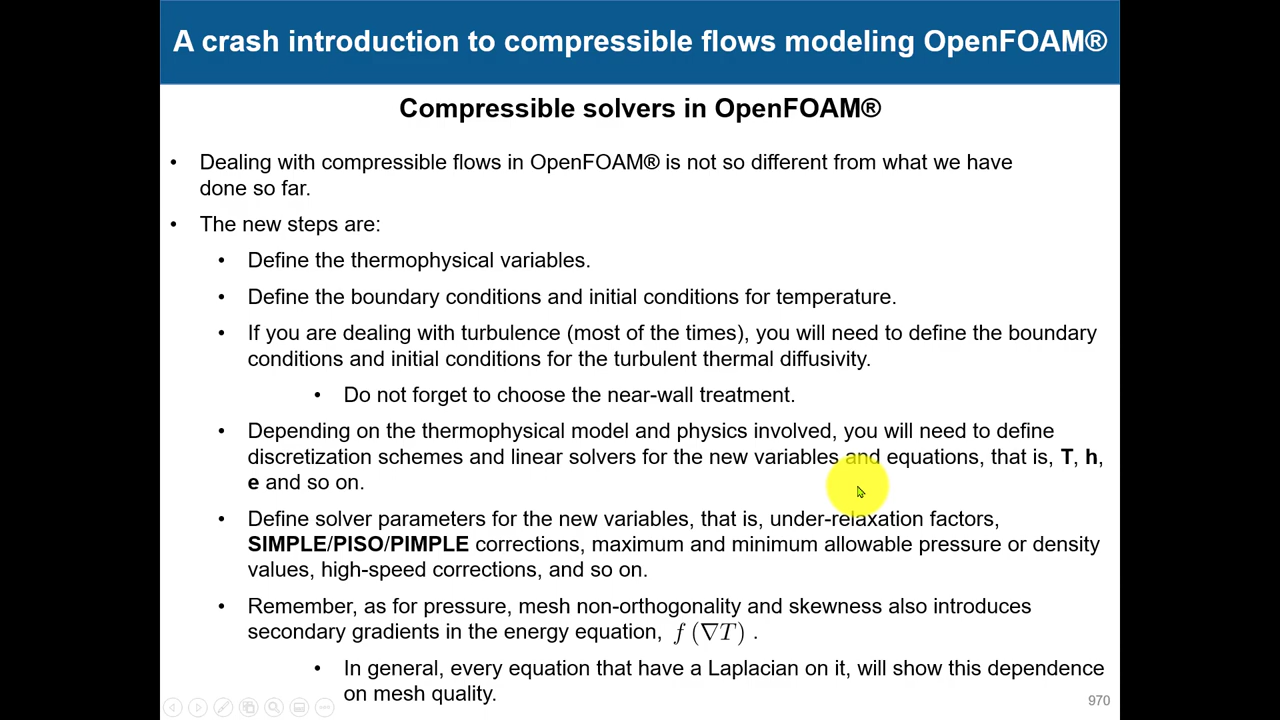 A crash introduction to compressible flows modeling OpenFOAM®
Compressible solvers in OpenFOAM®
• Dealing with compressible flows in OpenFOAM® is not so different from what we have
done so far.
• The new steps are:
• Define the thermophysical variables.
• Define the boundary conditions and initial conditions for temperature.
• If you are dealing with turbulence (most of the times), you will need to define the boundary
conditions and initial conditions for the turbulent thermal diffusivity.
• Do not forget to choose the near-wall treatment.
• Depending on the thermophysical model and physics involved, you will need to define
discretization schemes and linear solvers for the new variables and equations, that is, T, h,
e and so on.
• Define solver parameters for the new variables, that is, under-relaxation factors,
SIMPLE/PISO/PIMPLE corrections, maximum and minimum allowable pressure or density
values, high-speed corrections, and so on.
• Remember, as for pressure, mesh non-orthogonality and skewness also introduces
secondary gradients in the energy equation, f (∇T) .
• In general, every equation that have a Laplacian on it, will show this dependence
on mesh quality.
970